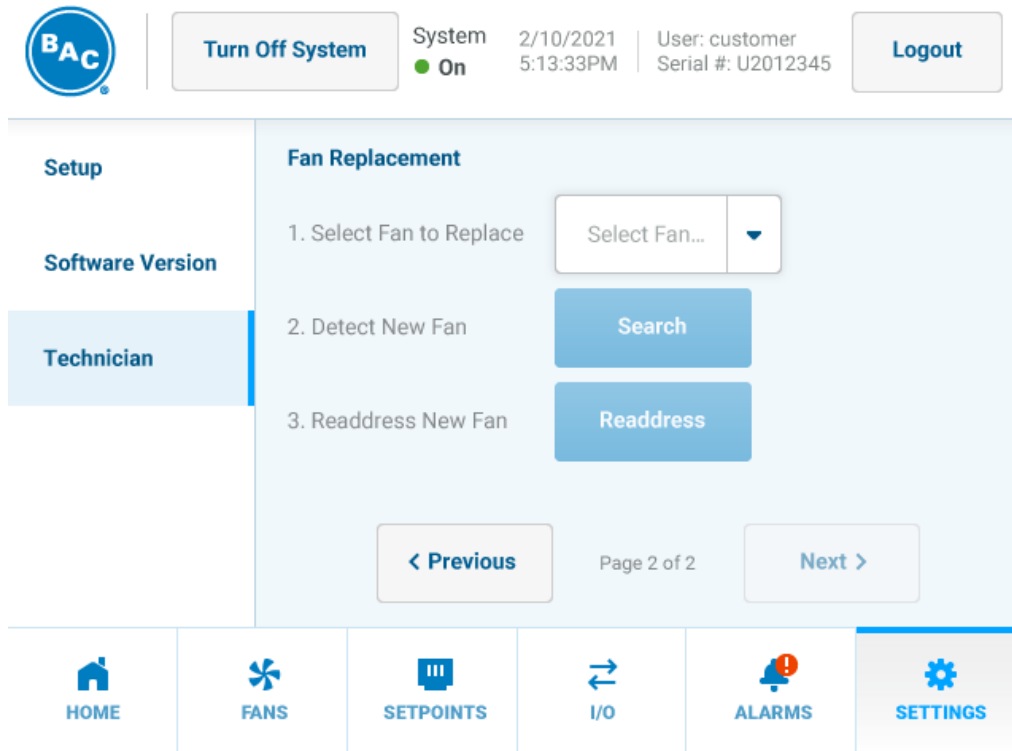 BAC®
Turn Off System
System
On
2/10/2021
5:13:33PM
User: customer
Serial #: U2012345
Logout
Setup
Software Version
Technician
Fan Replacement
1. Select Fan to Replace
Select Fan...
2. Detect New Fan
Search
3. Readdress New Fan
Readdress
< Previous
Page 2 of 2
Next >
HOME
FANS
SETPOINTS
I/O
ALARMS
SETTINGS